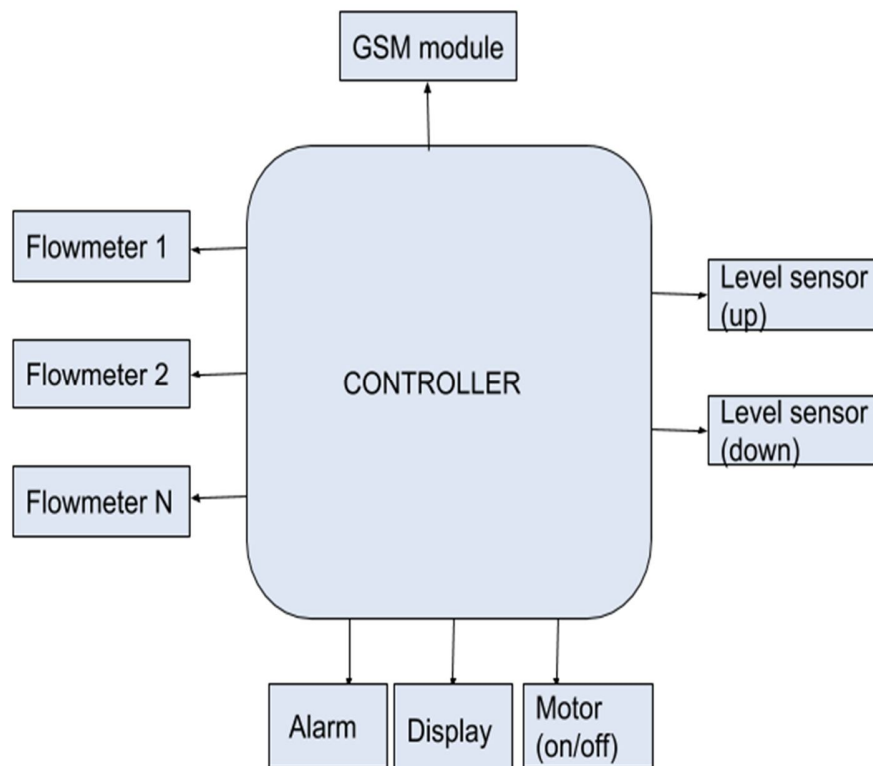 GSM module
Flowmeter 1
Level sensor
(up)
Flowmeter 2
CONTROLLER
Level sensor
(down)
Flowmeter N
Alarm
Display
Motor
(on/off)